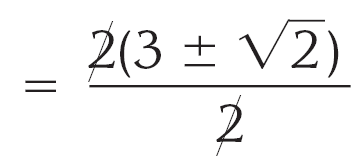 = 2(3 ± √2) / 2